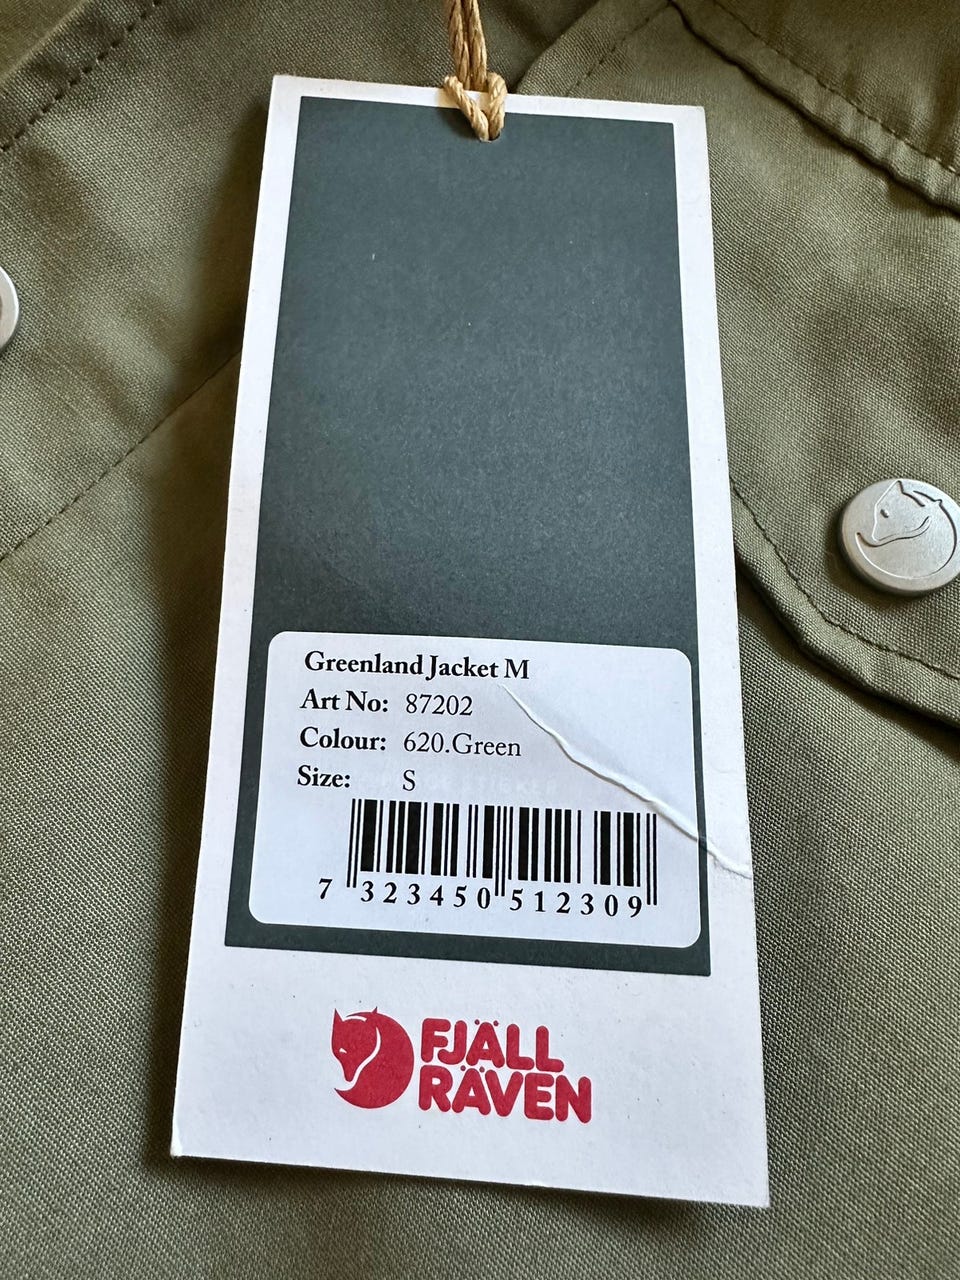 Greenland Jacket M
Art No: 87202
Colour: 620.Green
Size: S
7 323450 512309
FJÄLL
RÄVEN